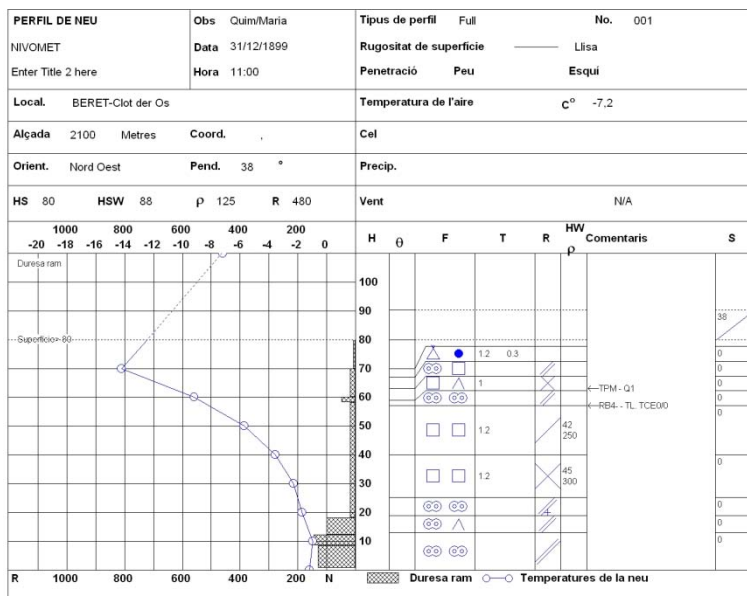 PERFIL DE NEU
Obs Quim/Maria
Tipus de perfil Full No. 001
NIVOMET
Data 31/12/1899
Rugositat de superfície Llisa
Enter Title 2 here
Hora 11:00
Penetració Peu Esquí
Local. BERET-Clot der Os
Temperatura de l'aire C° -7,2
Alçada 2100 Metres Coord. ,
Cel
Orient. Nord Oest Pend. 38 °
Precip.
HS 80 HSW 88 ρ 125 R 480
Vent N/A
1000 800 600 400 200
-20 -18 -16 -14 -12 -10 -8 -6 -4 -2 0
H θ F T R HW ρ Comentaris S
Duresa ram
100
90
38
Superfície> 80
80
1.2 0.3 0
70
0
1 0
←TPM - Q1
60
0
←RB4- - TL. TCE0/0
0
50
1.2 42
250
40
0
30
1.2 45
300
20
0
0
10
0
R 1000 800 600 400 200 N
Duresa ram Temperatures de la neu